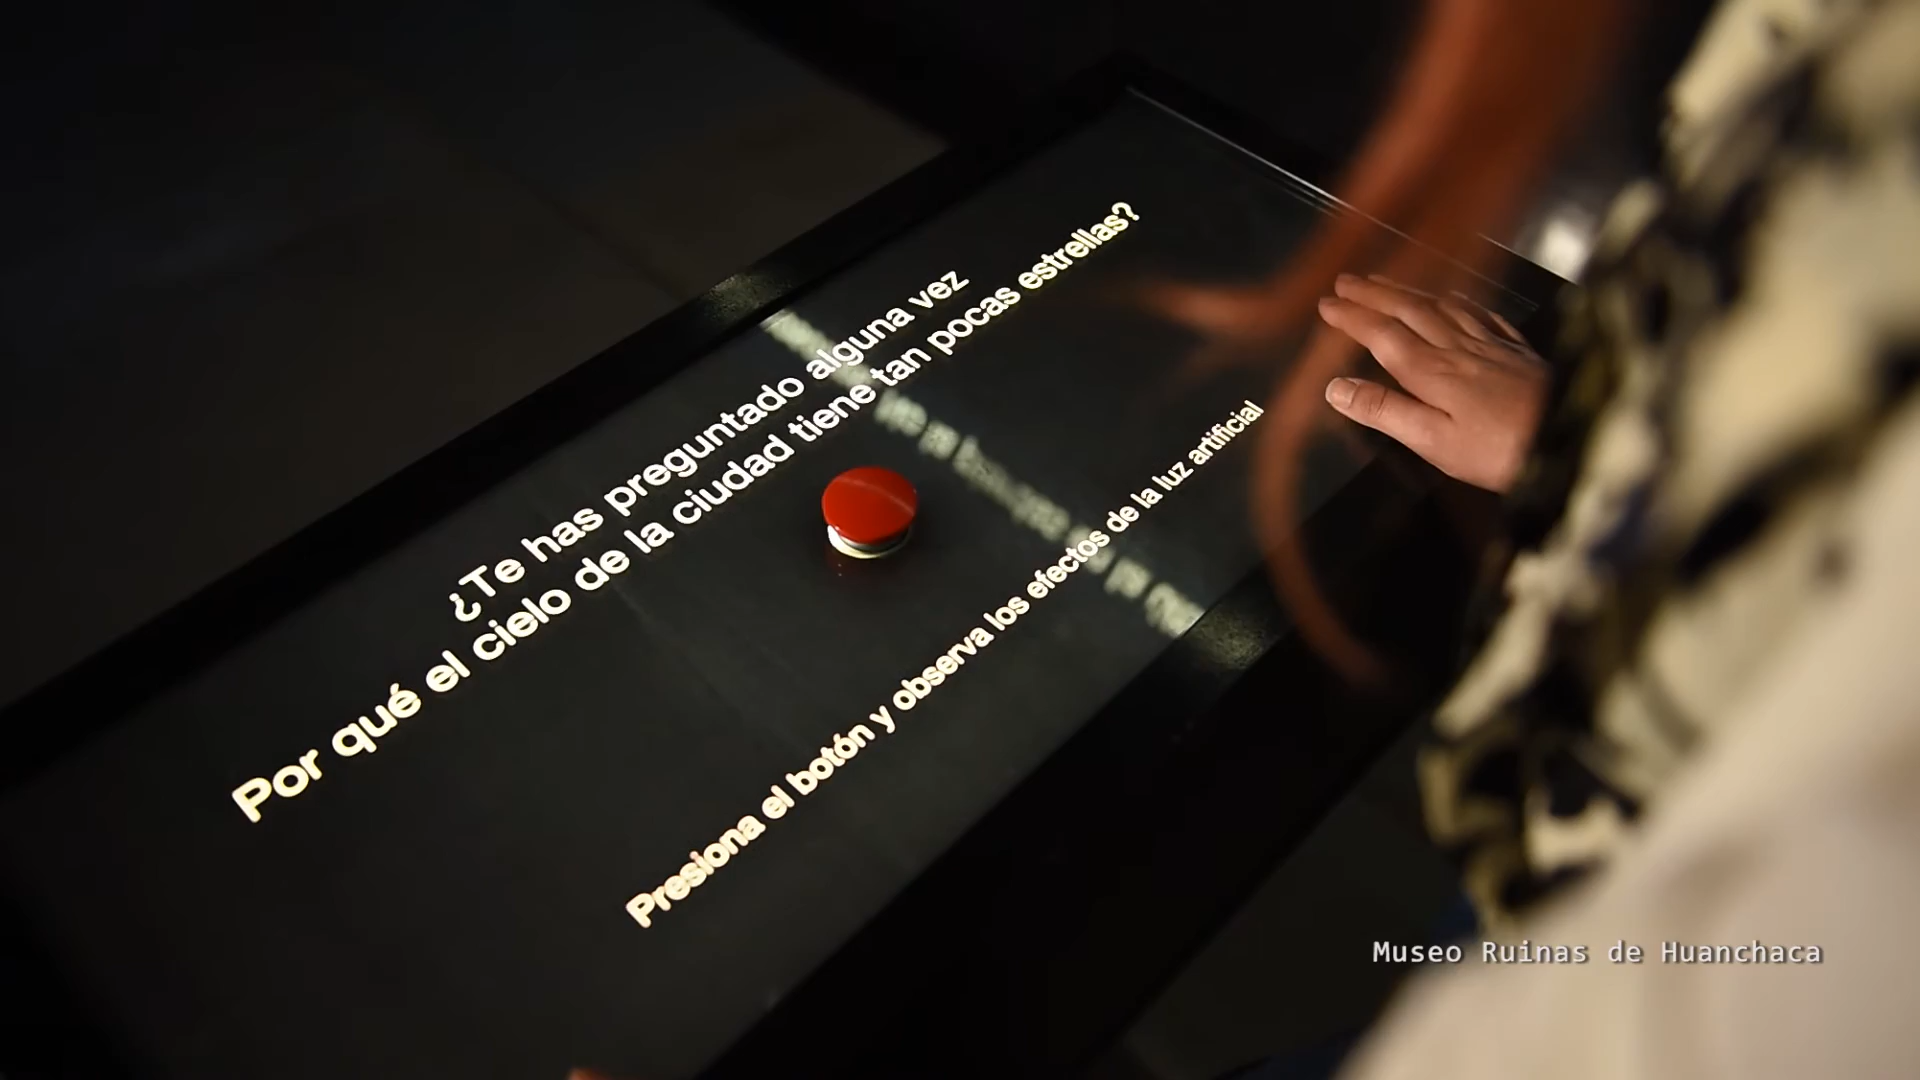 ¿Te has preguntado alguna vez
Por qué el cielo de la ciudad tiene tan pocas estrellas?
Presiona el botón y observa los efectos de la luz artificial
Museo Ruinas de Huanchaca